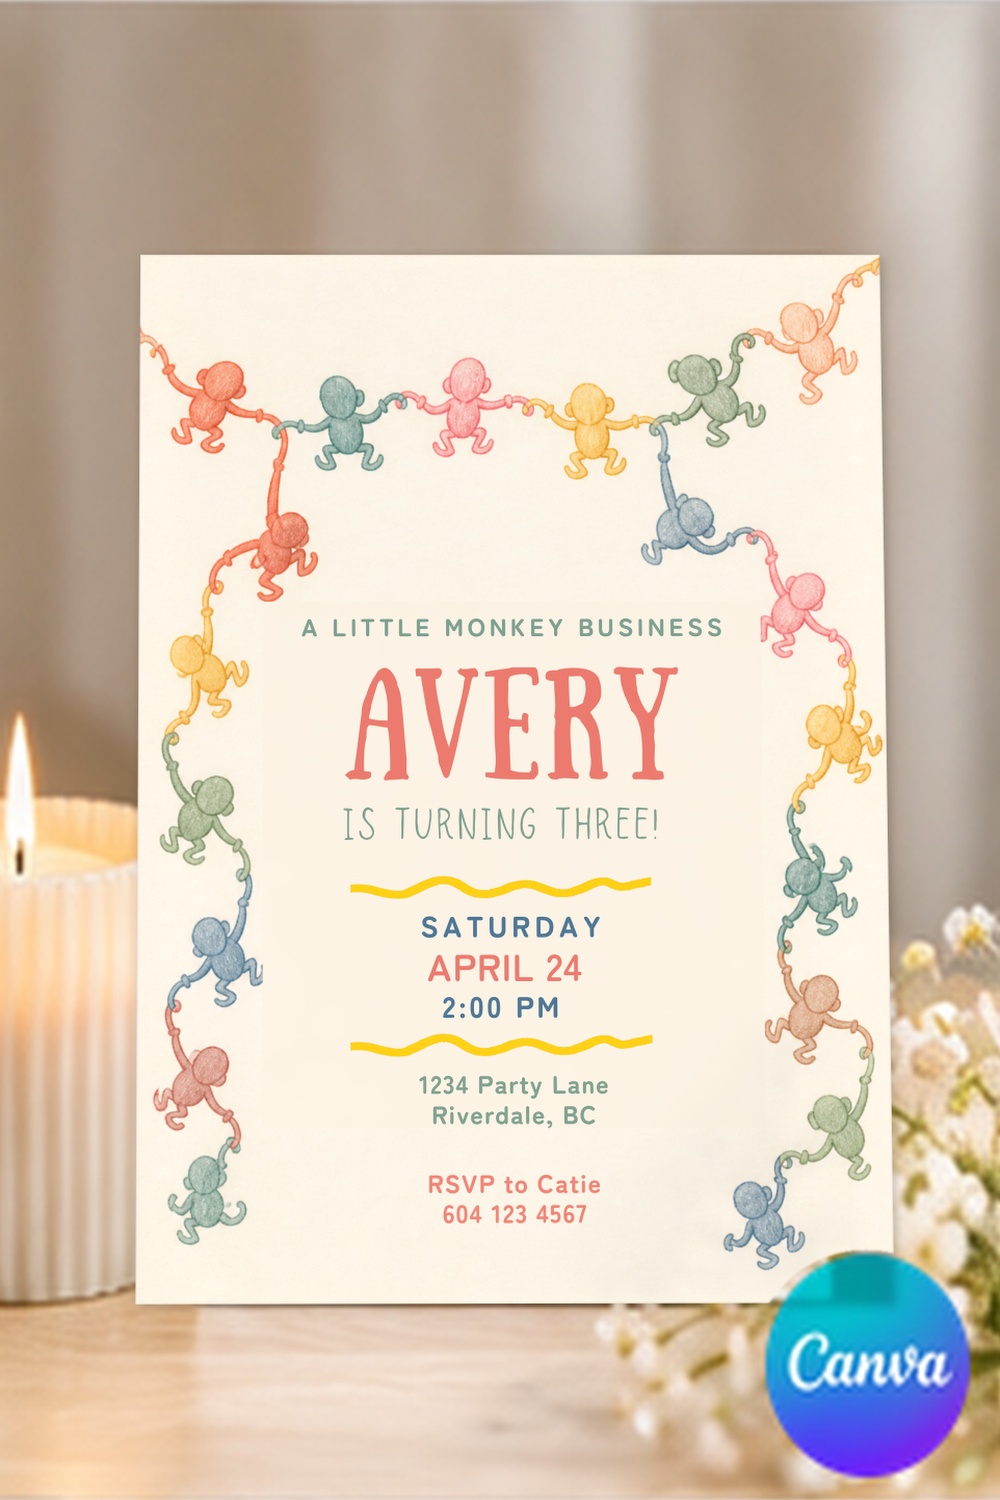 A LITTLE MONKEY BUSINESS
AVERY
IS TURNING THREE!
SATURDAY
APRIL 24
2:00 PM
1234 Party Lane
Riverdale, BC
RSVP to Catie
604 123 4567
Canva